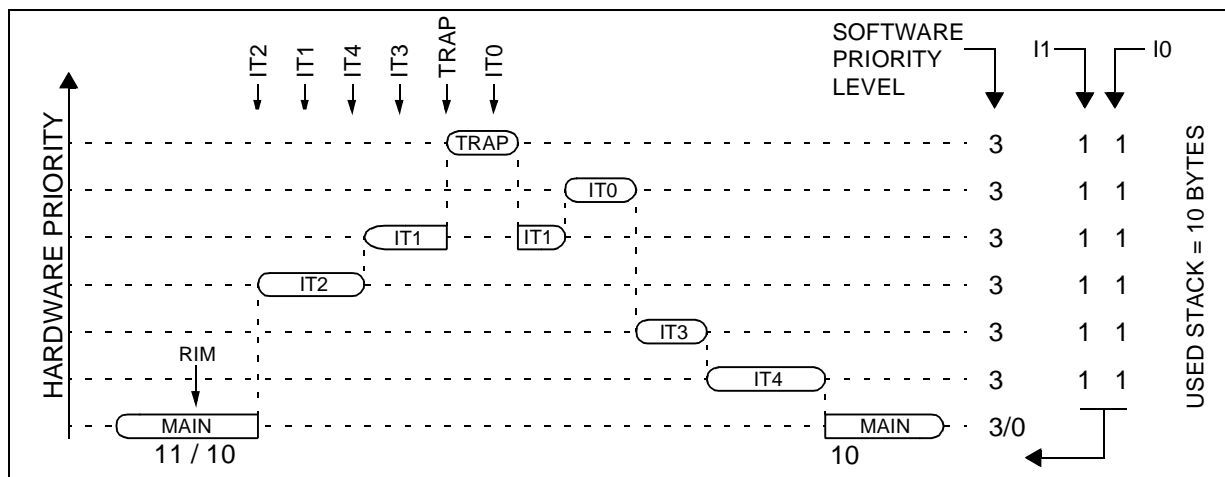 IT2
IT1
IT4
IT3
TRAP
IT0
SOFTWARE
PRIORITY
LEVEL
I1
I0
HARDWARE PRIORITY
TRAP
3 1 1
IT0
3 1 1
IT1 IT1
3 1 1
IT2
3 1 1
IT3
3 1 1
RIM
IT4
3 1 1
MAIN MAIN
3/0
11 / 10
10
USED STACK = 10 BYTES